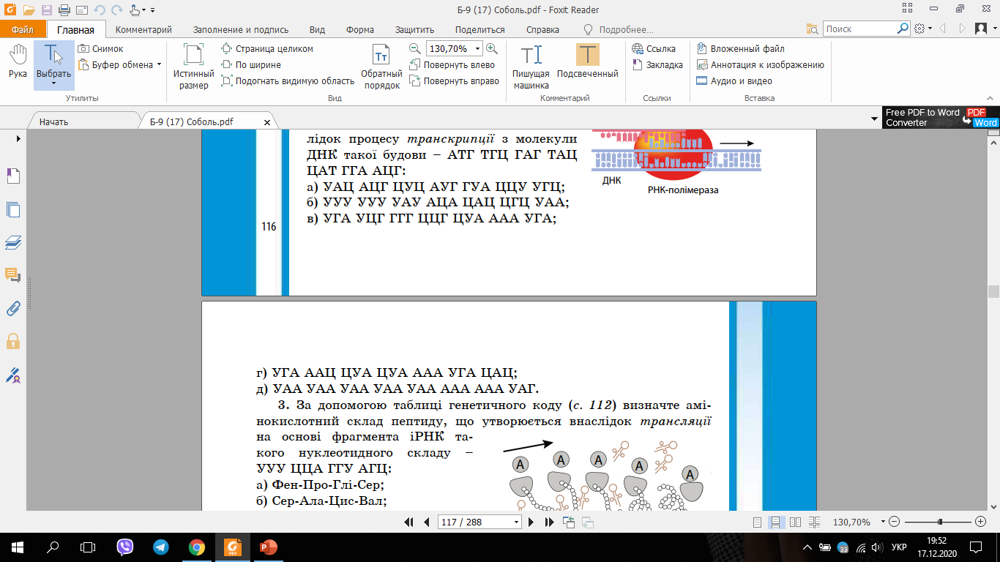 Б-9 (17) Соболь.pdf - Foxit Reader
Файл Главная Комментарий Заполнение и подпись Вид Форма Защитить Поделиться Справка Подробнее... Поиск
Рука
Выбрать
Снимок
Буфер обмена
Утилиты
Истинный размер
Страница целиком
По ширине
Подогнать видимую область
Обратный порядок
130,70%
Повернуть влево
Повернуть вправо
Вид
Пишущая машинка
Подсвеченный
Комментарий
Ссылка
Закладка
Ссылки
Вложенный файл
Аннотация к изображению
Аудио и видео
Вставка
Начать
Б-9 (17) Соболь.pdf
Free PDF to Word Converter
PDF
Word
лідок процесу транскрипції з молекули
ДНК такої будови – АТГ ТГЦ ГАГ ТАЦ
ЦАТ ГГА АЦГ:
а) УАЦ АЦГ ЦУЦ АУГ ГУА ЦЦУ УГЦ;
б) УУУ УУУ УАУ АЦА ЦАЦ ЦГЦ УАА;
в) УГА УЦГ ГГГ ЦЦГ ЦУА ААА УГА;
ДНК
РНК-полімераза
116
г) УГА ААЦ ЦУА ЦУА ААА УГА ЦАЦ;
д) УАА УАА УАА УАА УАА ААА ААА УАГ.
3. За допомогою таблиці генетичного коду (с. 112) визначте амі-
нокислотний склад пептиду, що утворюється внаслідок трансляції
на основі фрагмента іРНК та-
кого нуклеотидного складу –
УУУ ЦЦА ГГУ АГЦ:
а) Фен-Про-Глі-Сер;
б) Сер-Ала-Цис-Вал;
А А А А А
117 / 288
130,70%
33
УКР
19:52
17.12.2020